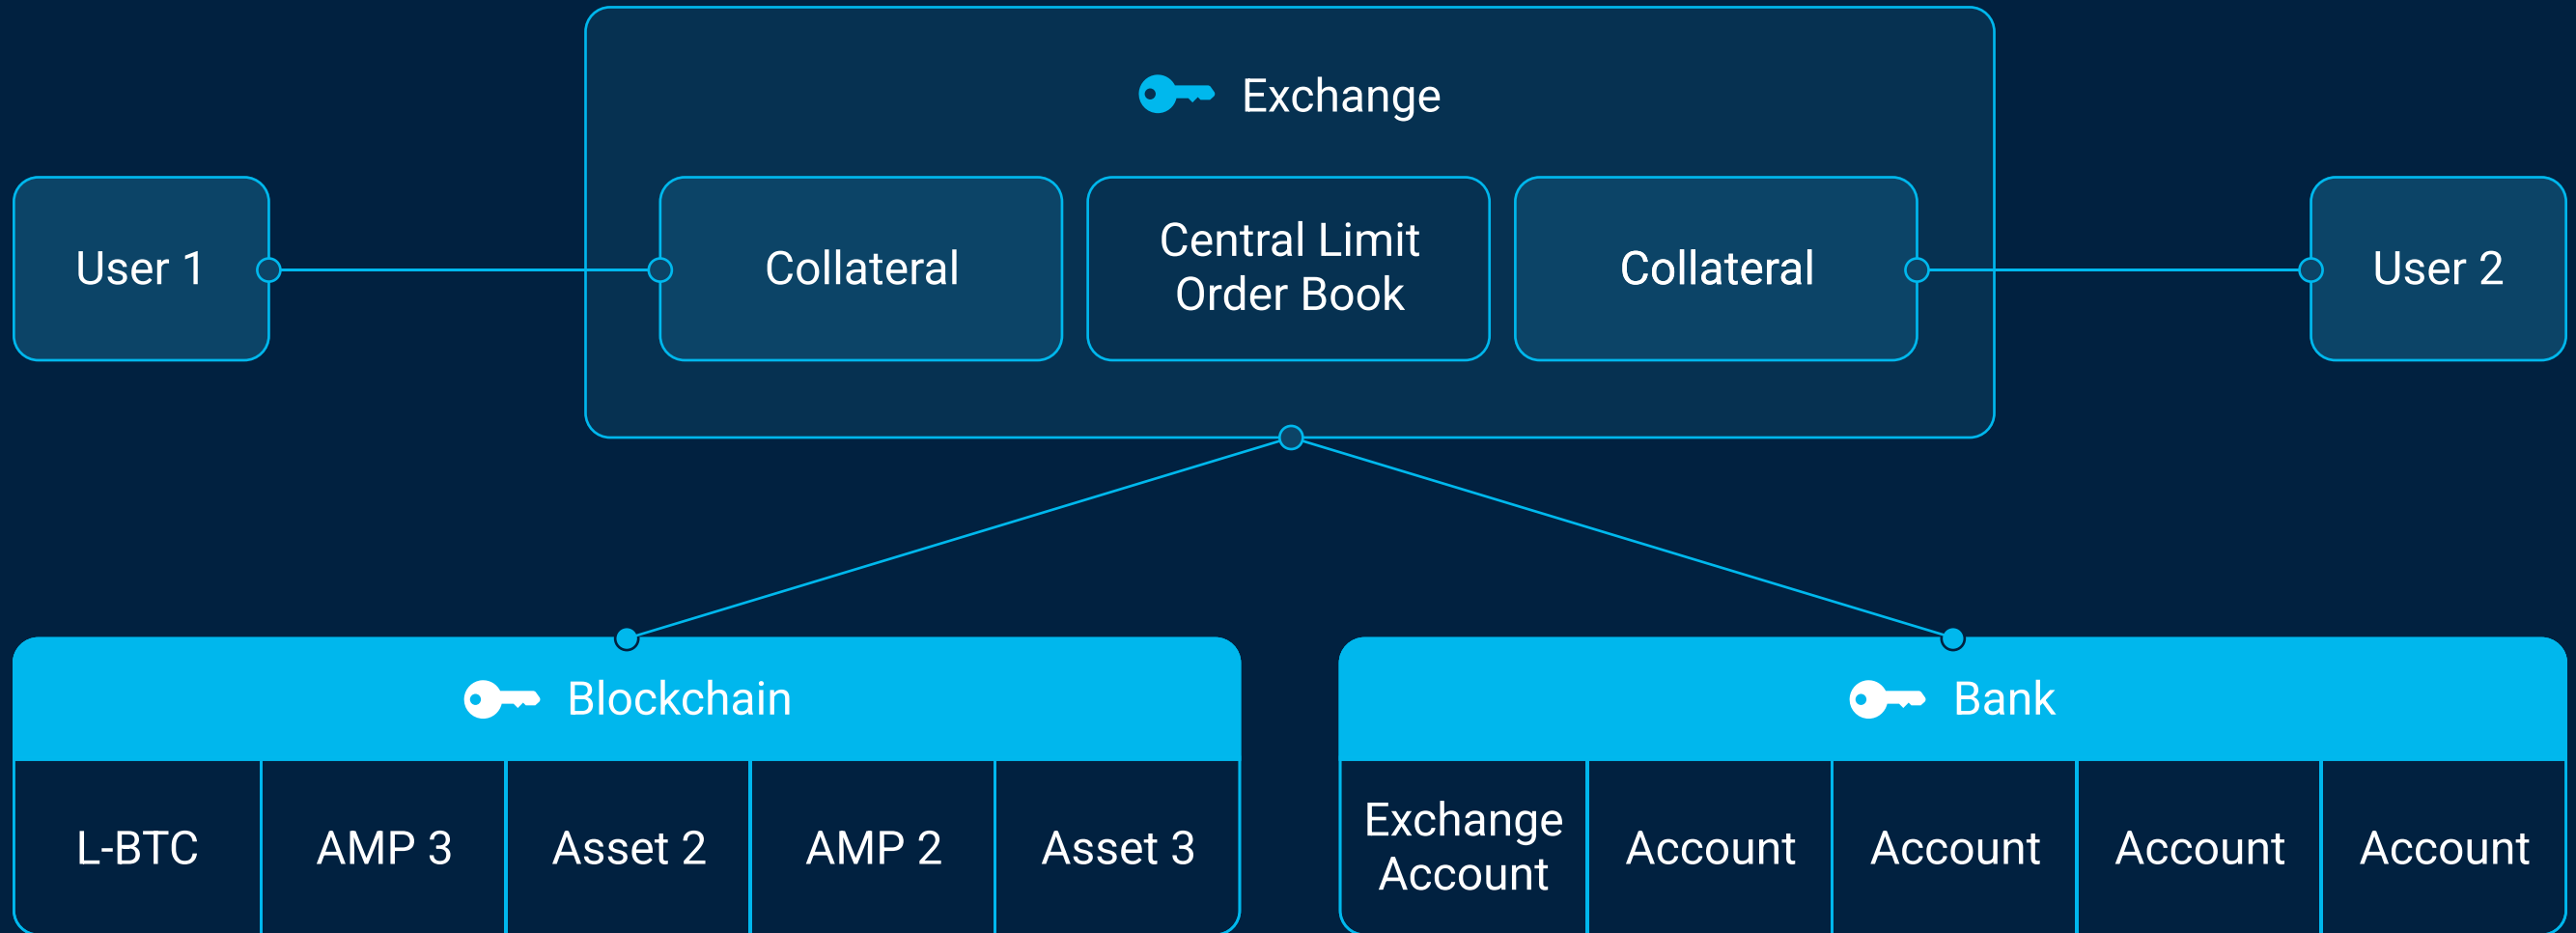 Exchange
User 1
Collateral
Central Limit
Order Book
Collateral
User 2
Blockchain
L-BTC
AMP 3
Asset 2
AMP 2
Asset 3
Bank
Exchange
Account
Account
Account
Account
Account